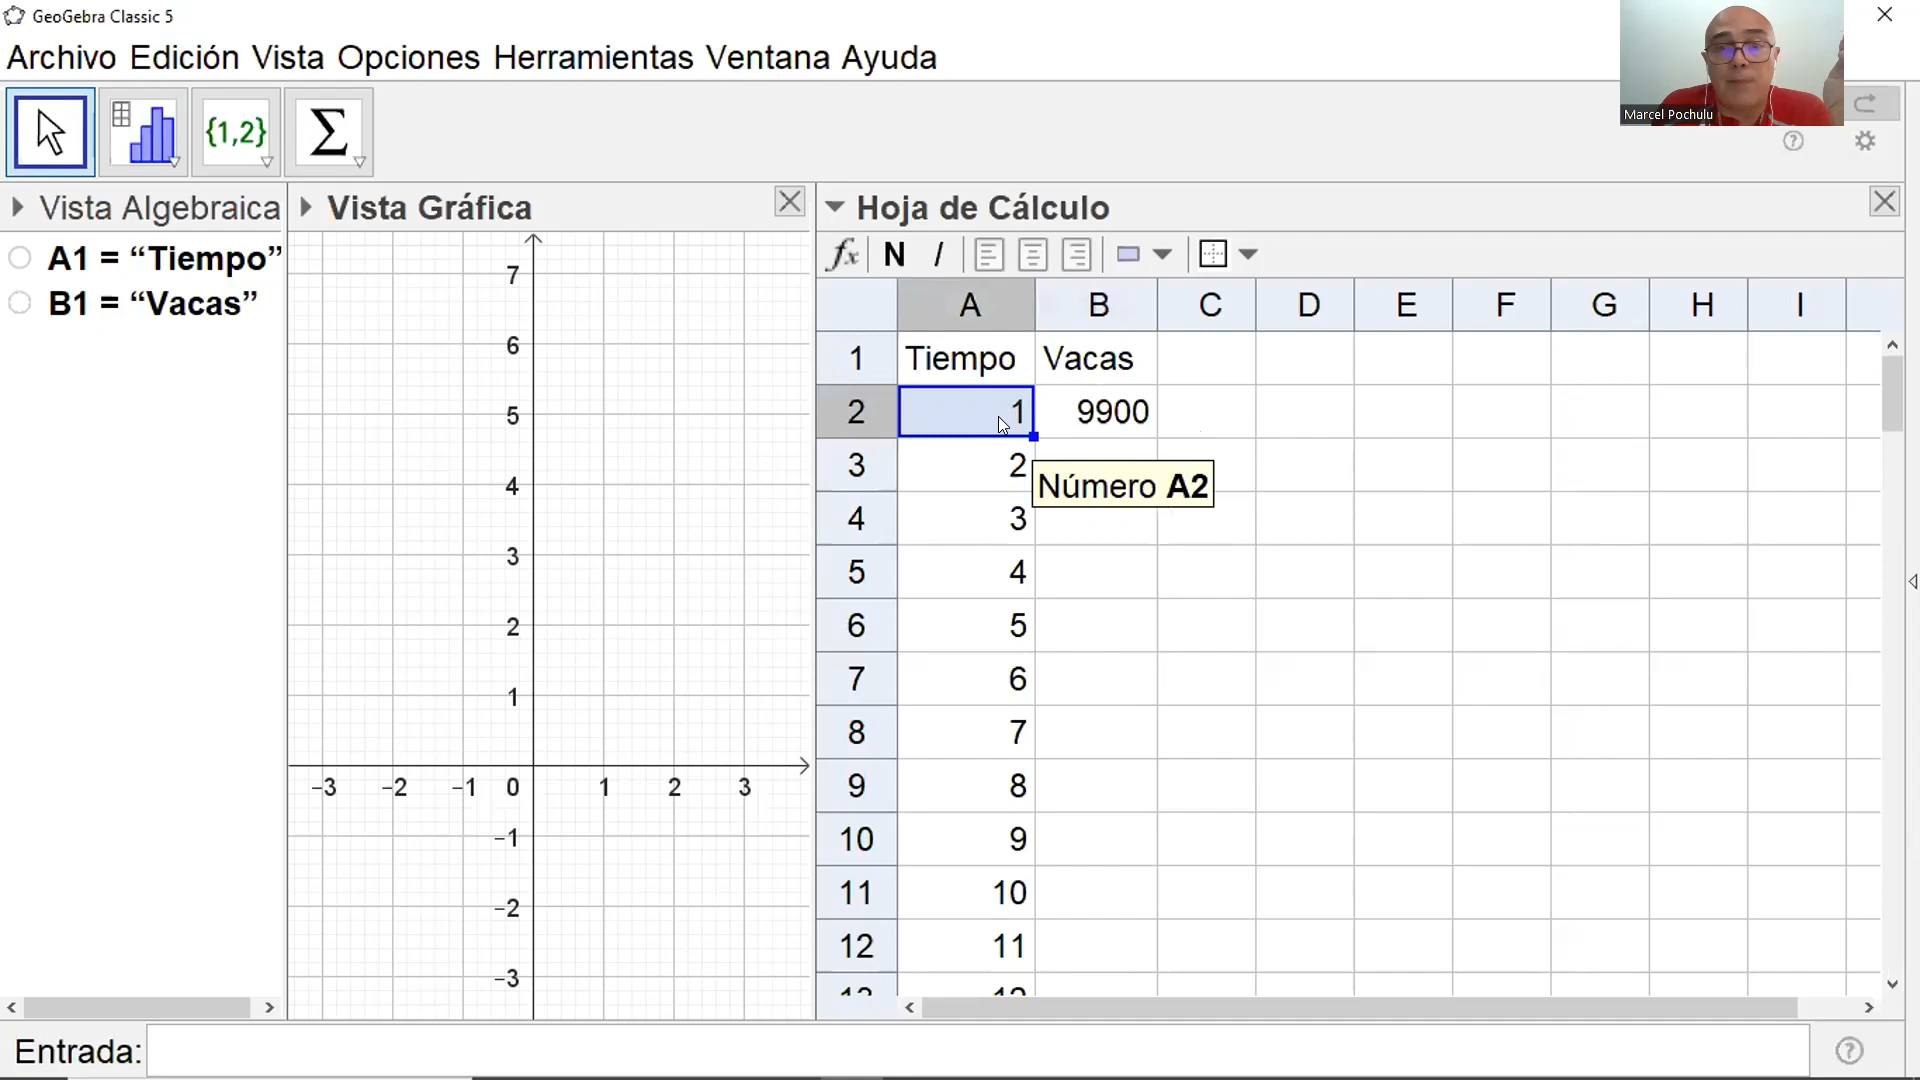 GeoGebra Classic 5
Archivo Edición Vista Opciones Herramientas Ventana Ayuda
Marcel Pochulu
{1,2}
Σ
Vista Algebraica
Vista Gráfica
Hoja de Cálculo
A1 = “Tiempo”
B1 = “Vacas”
fx N I
A B C D E F G H I
1 Tiempo Vacas
2 1 9900
3 2
Número A2
4 3
5 4
6 5
7 6
8 7
9 8
10 9
11 10
12 11
13 12
7
6
5
4
3
2
1
–3 –2 –1 0 1 2 3
–1
–2
–3
Entrada: